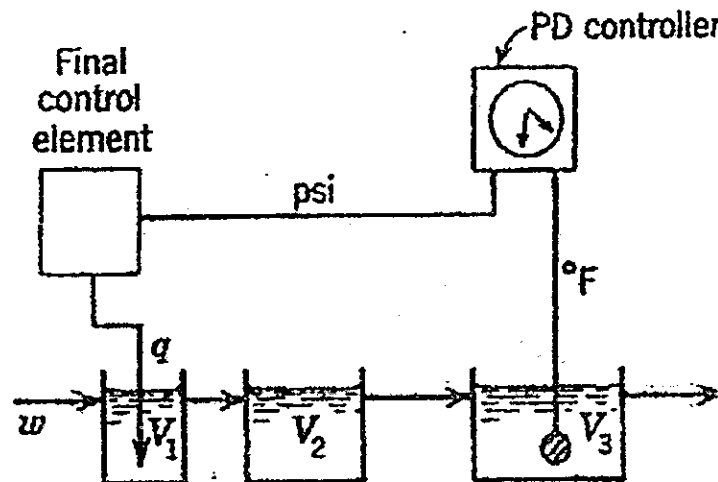 PD controller
Final
control
element
psi
°F
q
w
V1
V2
V3